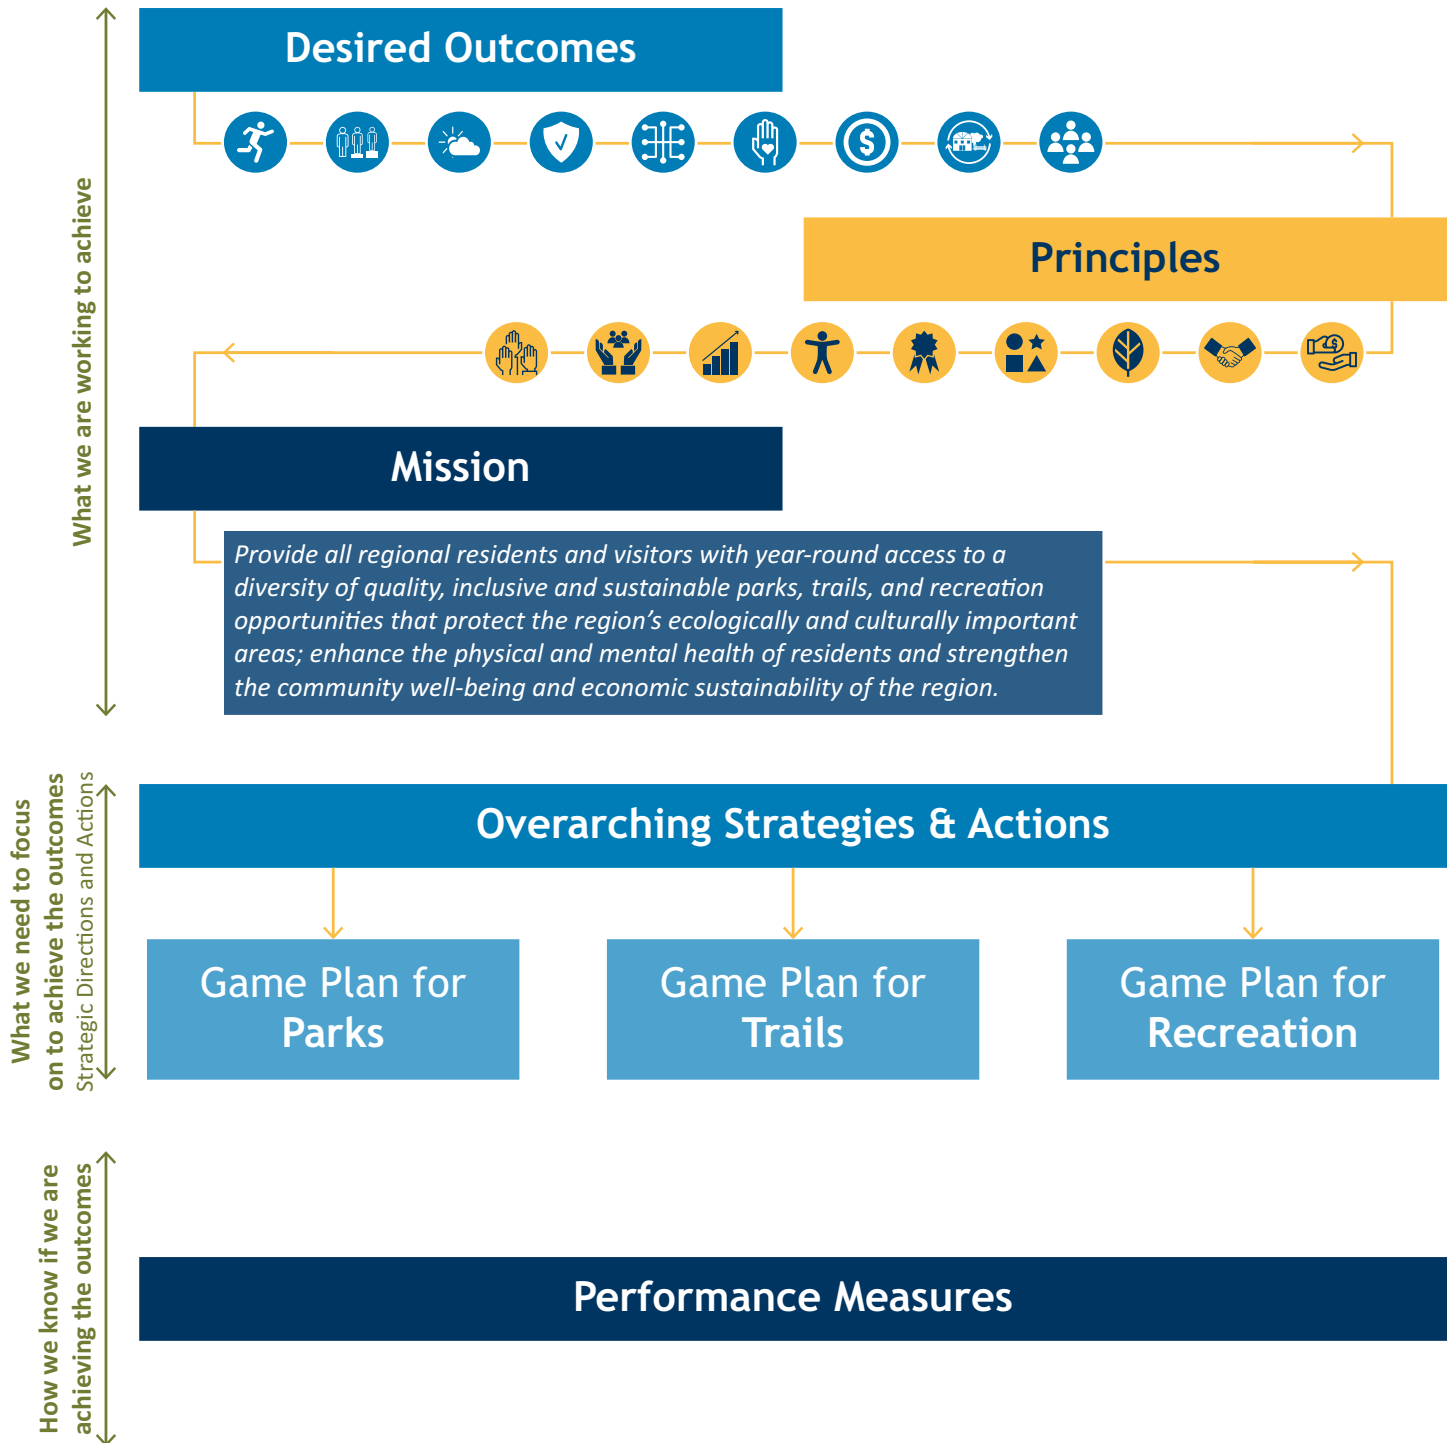 What we are working to achieve
Desired Outcomes
$
Principles
$
Mission
Provide all regional residents and visitors with year-round access to a
diversity of quality, inclusive and sustainable parks, trails, and recreation
opportunities that protect the region’s ecologically and culturally important
areas; enhance the physical and mental health of residents and strengthen
the community well-being and economic sustainability of the region.
What we need to focus
on to achieve the outcomes
Strategic Directions and Actions
Overarching Strategies & Actions
Game Plan for
Parks
Game Plan for
Trails
Game Plan for
Recreation
How we know if we are
achieving the outcomes
Performance Measures